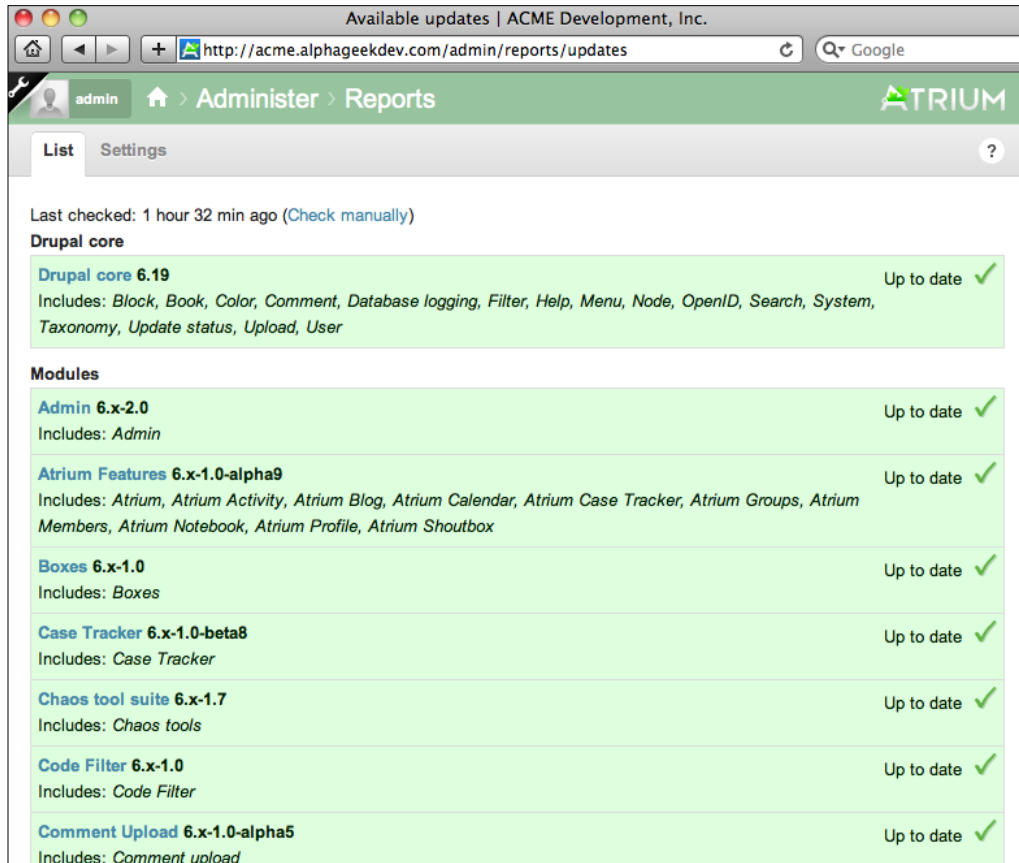 Available updates | ACME Development, Inc.
http://acme.alphageekdev.com/admin/reports/updates
Google
admin > Administer > Reports
ATRIUM
List Settings ?
Last checked: 1 hour 32 min ago (Check manually)
Drupal core
Drupal core 6.19
Up to date
Includes: Block, Book, Color, Comment, Database logging, Filter, Help, Menu, Node, OpenID, Search, System,
Taxonomy, Update status, Upload, User
Modules
Admin 6.x-2.0
Up to date
Includes: Admin
Atrium Features 6.x-1.0-alpha9
Up to date
Includes: Atrium, Atrium Activity, Atrium Blog, Atrium Calendar, Atrium Case Tracker, Atrium Groups, Atrium
Members, Atrium Notebook, Atrium Profile, Atrium Shoutbox
Boxes 6.x-1.0
Up to date
Includes: Boxes
Case Tracker 6.x-1.0-beta8
Up to date
Includes: Case Tracker
Chaos tool suite 6.x-1.7
Up to date
Includes: Chaos tools
Code Filter 6.x-1.0
Up to date
Includes: Code Filter
Comment Upload 6.x-1.0-alpha5
Up to date
Includes: Comment upload